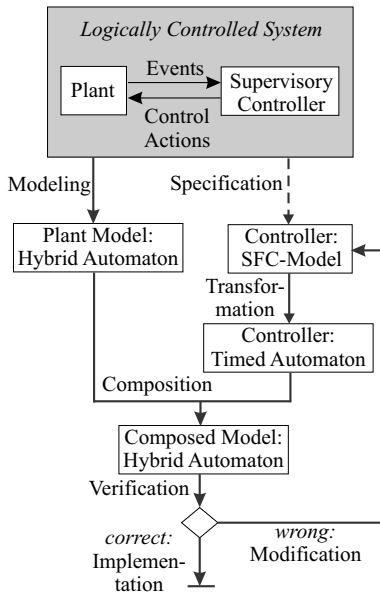 Logically Controlled System
Events
Plant
Supervisory
Controller
Control
Actions
Modeling
Specification
Plant Model:
Hybrid Automaton
Controller:
SFC-Model
Transfor-
mation
Controller:
Timed Automaton
Composition
Composed Model:
Hybrid Automaton
Verification
correct:
Implemen-
tation
wrong:
Modification